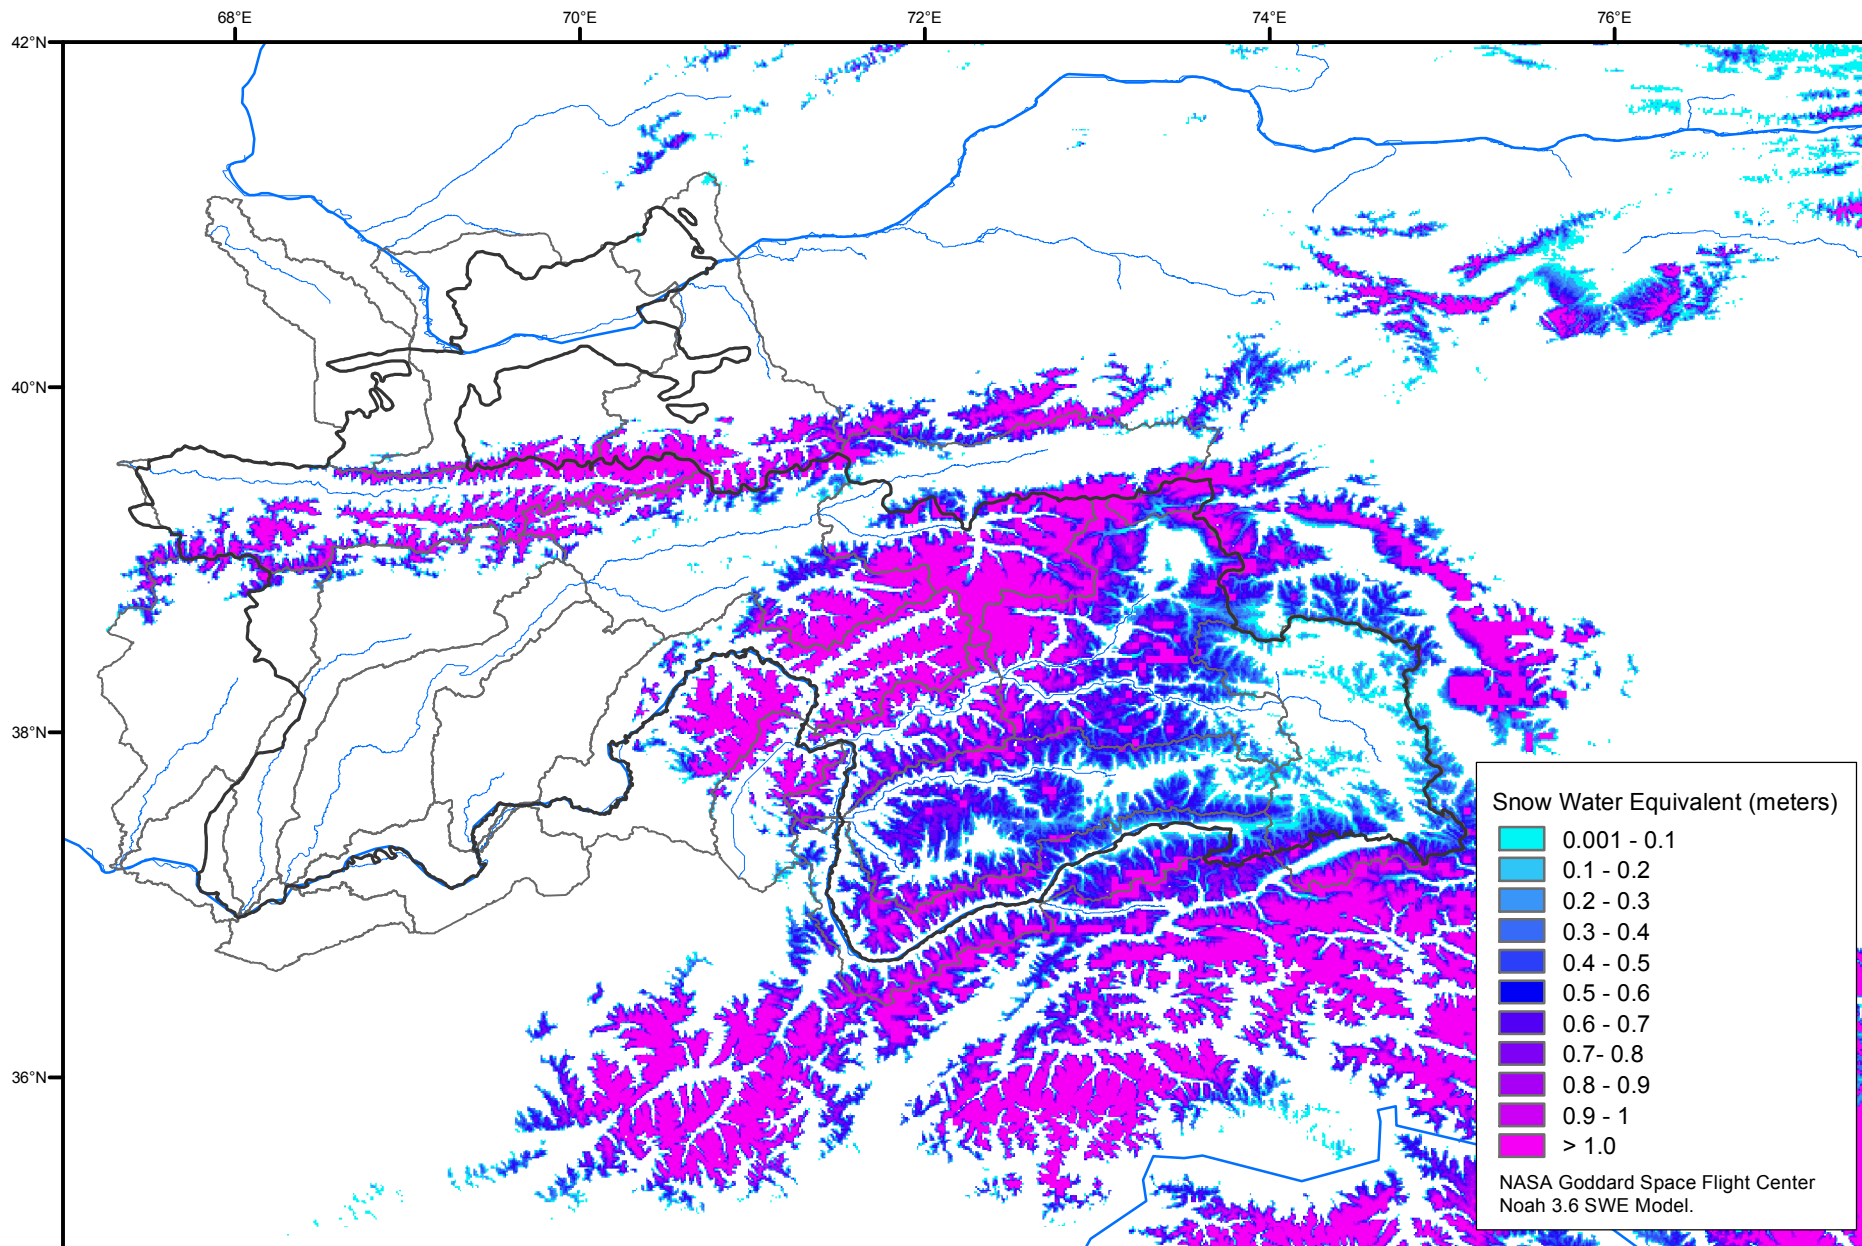 68°E 70°E 72°E 74°E 76°E
42°N
40°N
38°N
36°N
Snow Water Equivalent (meters)
0.001 - 0.1
0.1 - 0.2
0.2 - 0.3
0.3 - 0.4
0.4 - 0.5
0.5 - 0.6
0.6 - 0.7
0.7- 0.8
0.8 - 0.9
0.9 - 1
> 1.0
NASA Goddard Space Flight Center
Noah 3.6 SWE Model.